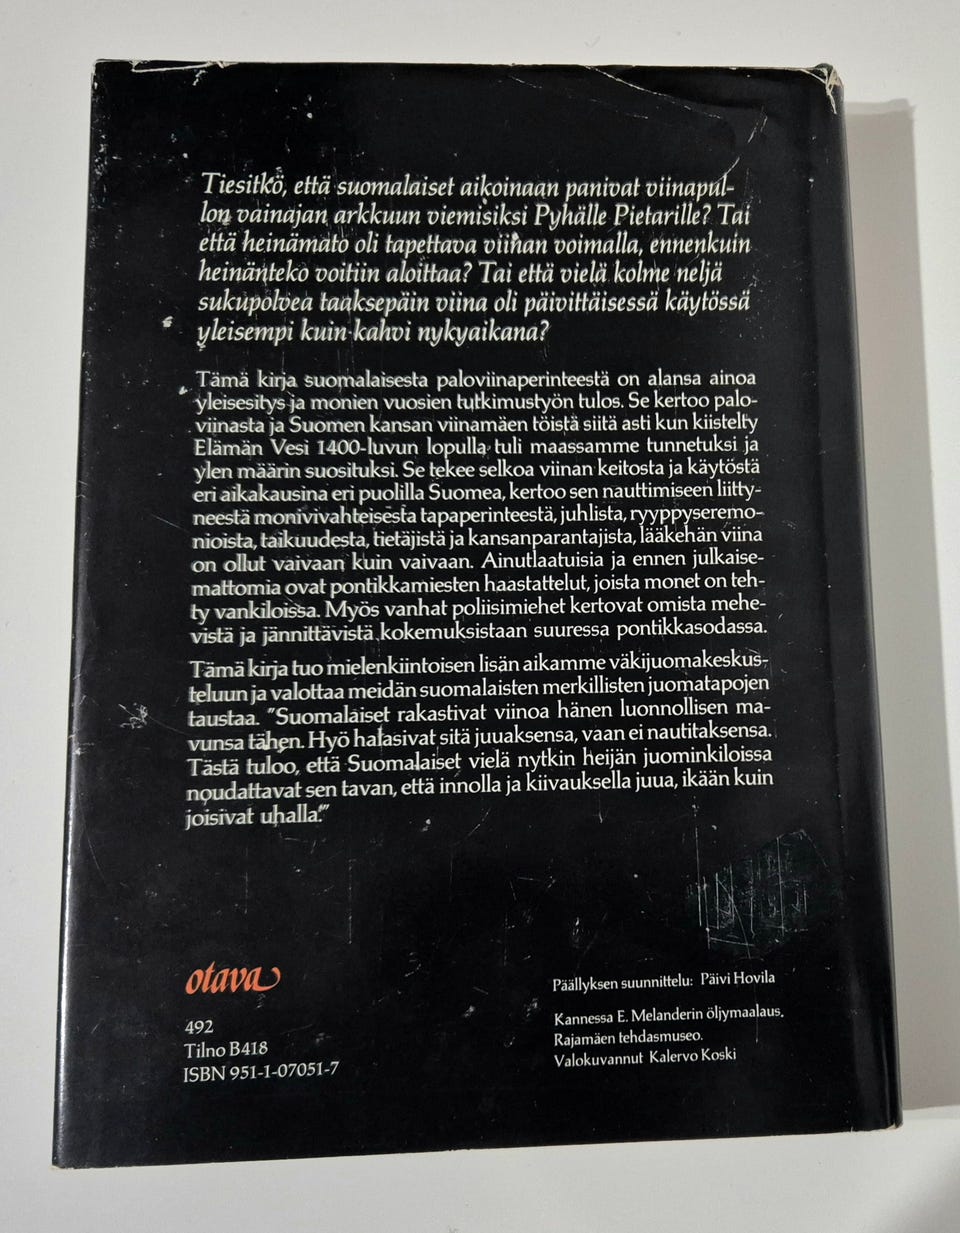 Tiesitkö, että suomalaiset aikoinaan panivat viinapul-
lon vainajan arkkuun viemisiksi Pyhälle Pietarille? Tai
että heinämato oli tapettava viinan voimalla, ennenkuin
heinänteko voitiin aloittaa? Tai että vielä kolme neljä
sukupolvea taaksepäin viina oli päivittäisessä käytössä
yleisempi kuin kahvi nykyaikana?
Tämä kirja suomalaisesta paloviinaperinteestä on alansa ainoa
yleisesitys ja monien vuosien tutkimustyön tulos. Se kertoo palo-
viinasta ja Suomen kansan viinamäen töistä siitä asti kun kiistelty
Elämän Vesi 1400-luvun lopulla tuli maassamme tunnetuksi ja
ylen määrin suosituksi. Se tekee selkoa viinan keitosta ja käytöstä
eri aikakausina eri puolilla Suomea, kertoo sen nauttimiseen liitty-
neestä monivivahteisesta tapaperinteestä, juhlista, ryyppyseremo-
nioista, taikuudesta, tietäjistä ja kansanparantajista, lääkehän viina
on ollut vaivaan kuin vaivaan. Ainutlaatuisia ja ennen julkaise-
mattomia ovat pontikkamiesten haastattelut, joista monet on teh-
ty vankiloissa. Myös vanhat poliisimiehet kertovat omista mehe-
vistä ja jännittävistä kokemuksistaan suuressa pontikkasodassa.
Tämä kirja tuo mielenkiintoisen lisän aikamme väkijuomakeskus-
teluun ja valottaa meidän suomalaisten merkillisten juomatapojen
taustaa. "Suomalaiset rakastivat viinoa hänen luonnollisen ma-
vunsa tähen. Hyö halasivat sitä juuaksensa, vaan ei nautitaksensa.
Tästä tuloo, että Suomalaiset vielä nytkin heijän juominkiloissa
noudattavat sen tavan, että innolla ja kiivauksella juua, ikään kuin
joisivat uhalla."
otava
492
Tilno B418
ISBN 951-1-07051-7
Päällyksen suunnittelu: Päivi Hovila
Kannessa E. Melanderin öljymaalaus.
Rajamäen tehdasmuseo.
Valokuvannut Kalervo Koski